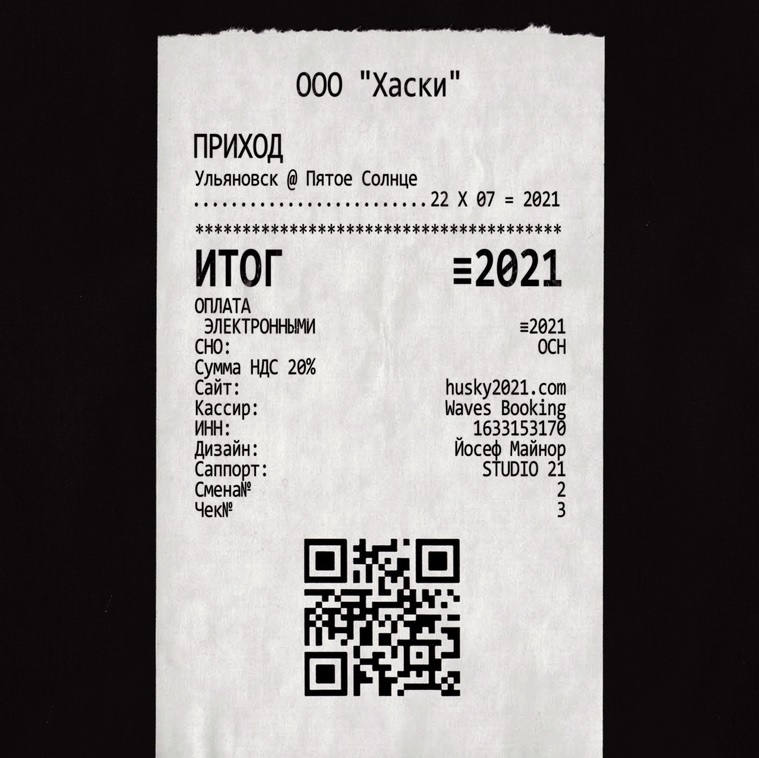 ООО "Хаски"
ПРИХОД
Ульяновск @ Пятое Солнце
.........................22 X 07 = 2021
***************************************
ИТОГ ≡2021
ОПЛАТА
ЭЛЕКТРОННЫМИ ≡2021
СНО: ОСН
Сумма НДС 20%
Сайт: husky2021.com
Кассир: Waves Booking
ИНН: 1633153170
Дизайн: Йосеф Майнор
Саппорт: STUDIO 21
Смена№ 2
Чек№ 3